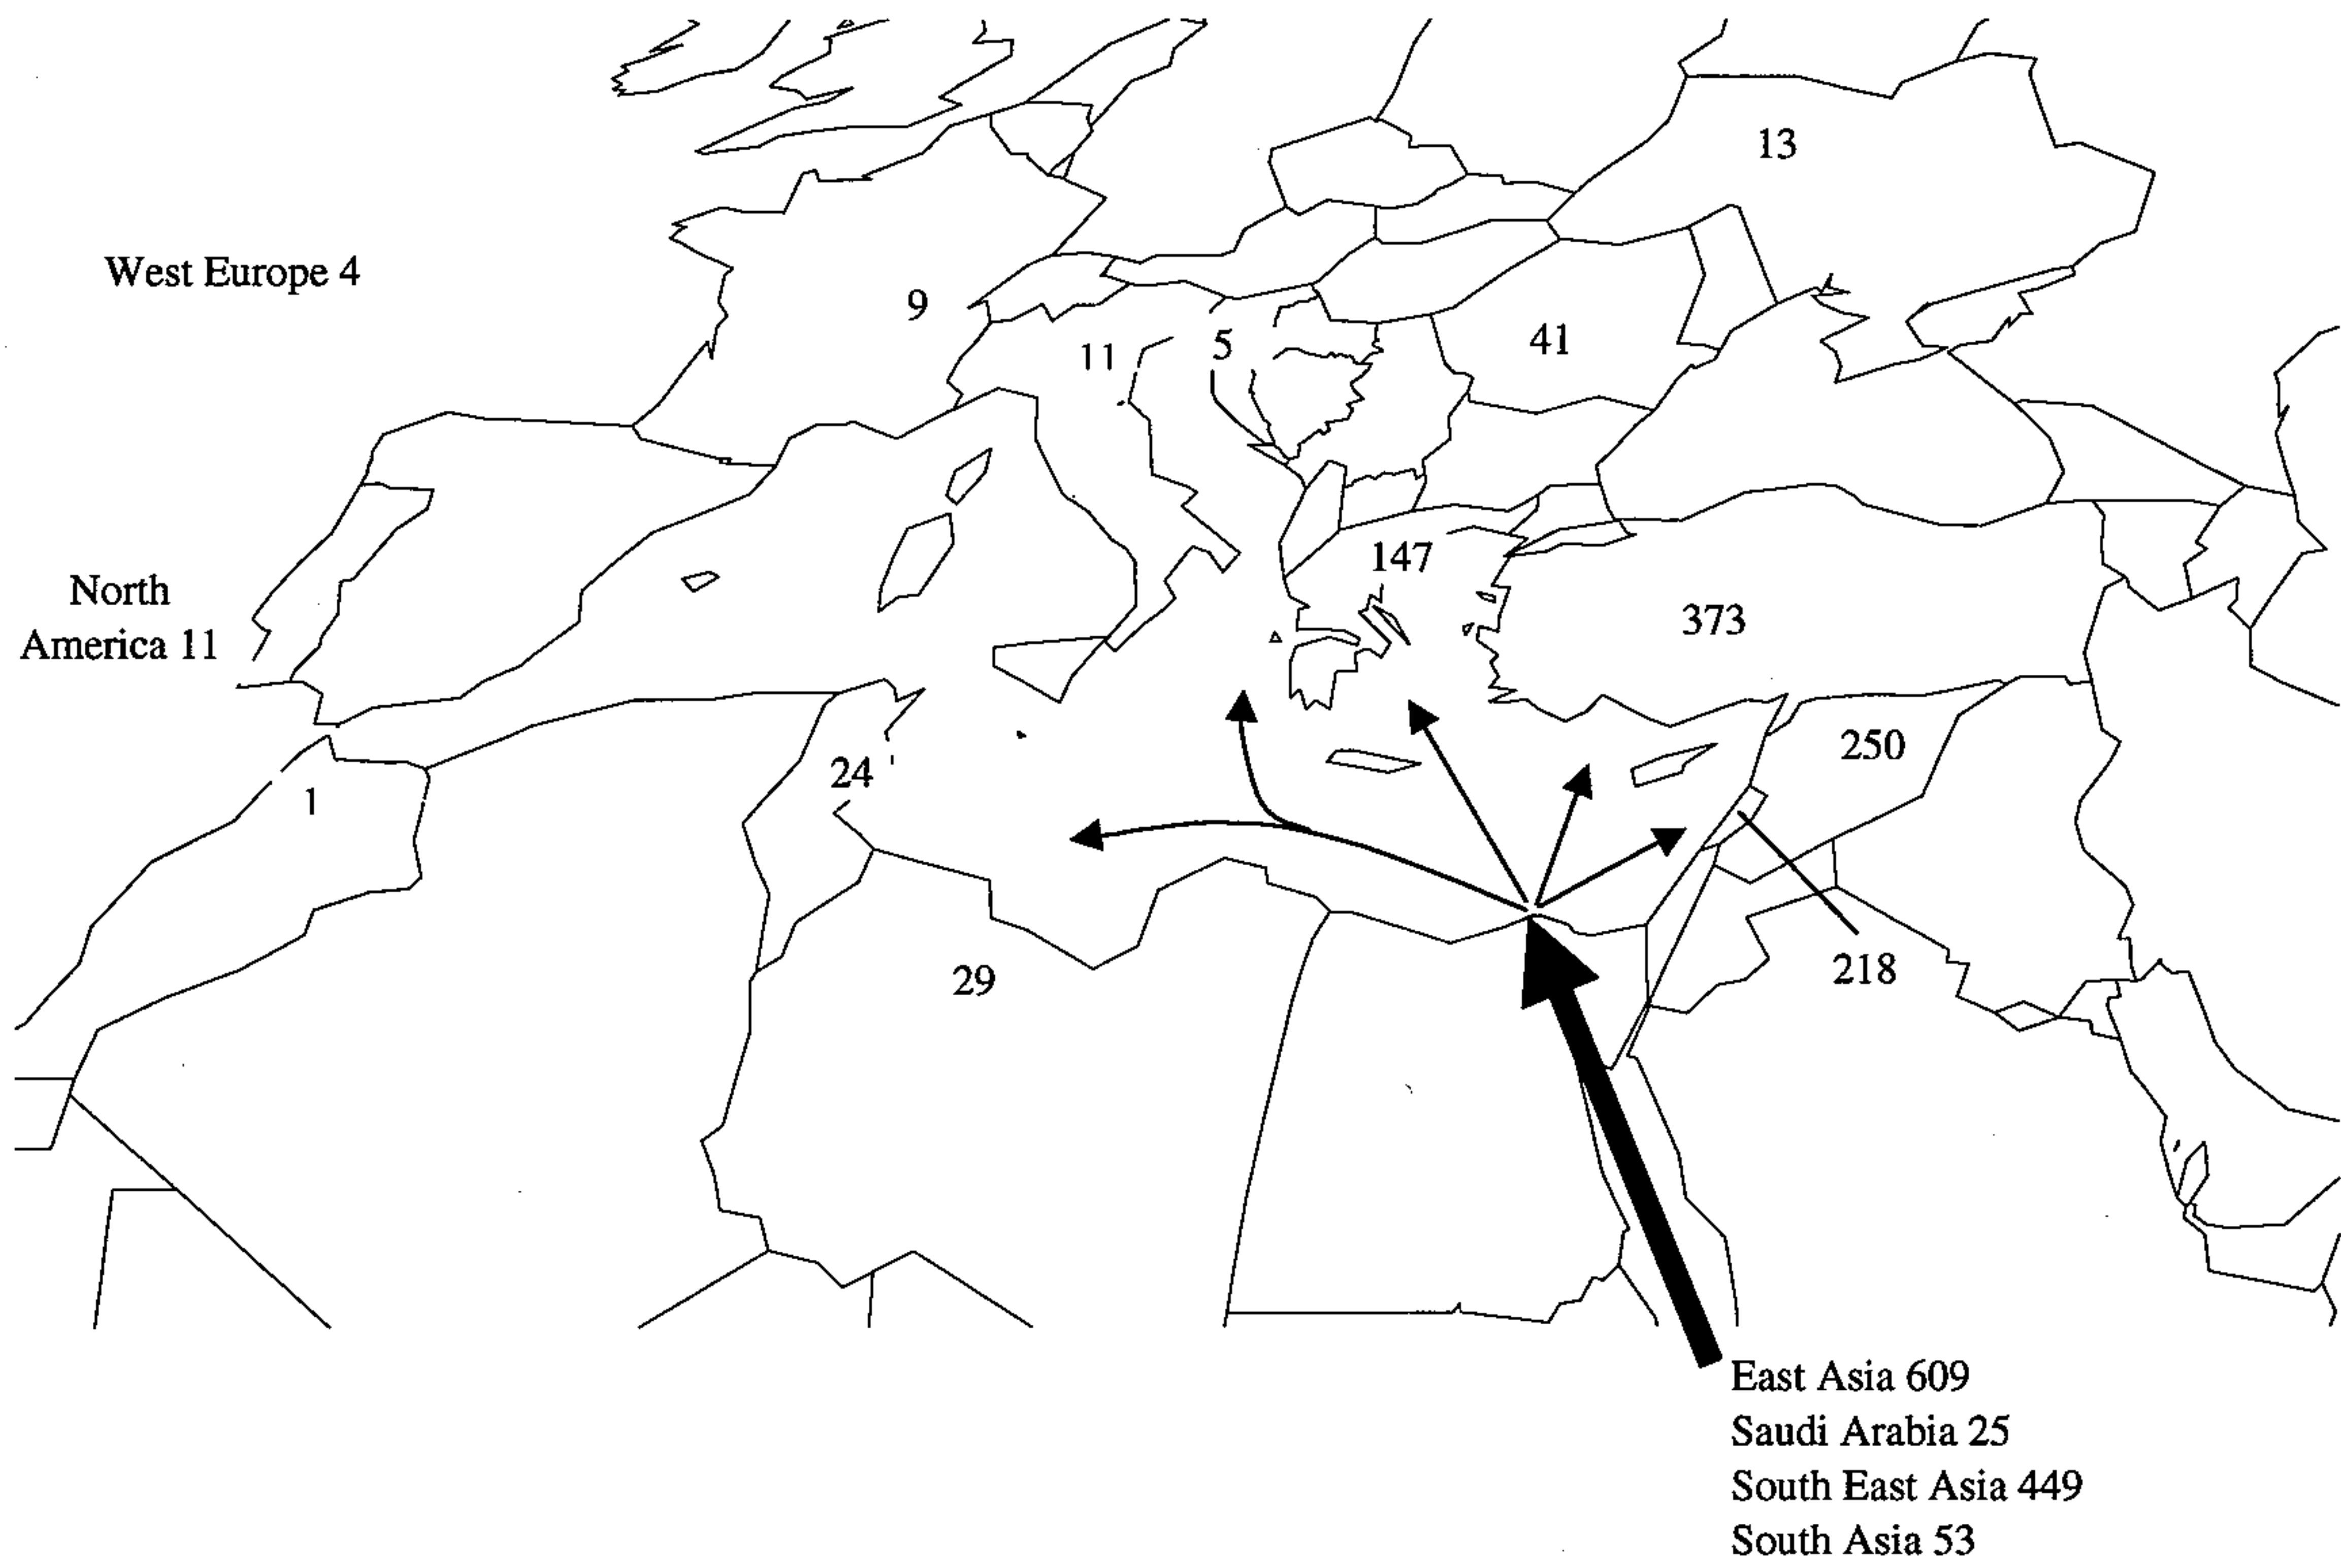 13
West Europe 4
9
5
41
11
147
North
America 11
373
250
24
1
218
29
East Asia 609
Saudi Arabia 25
South East Asia 449
South Asia 53